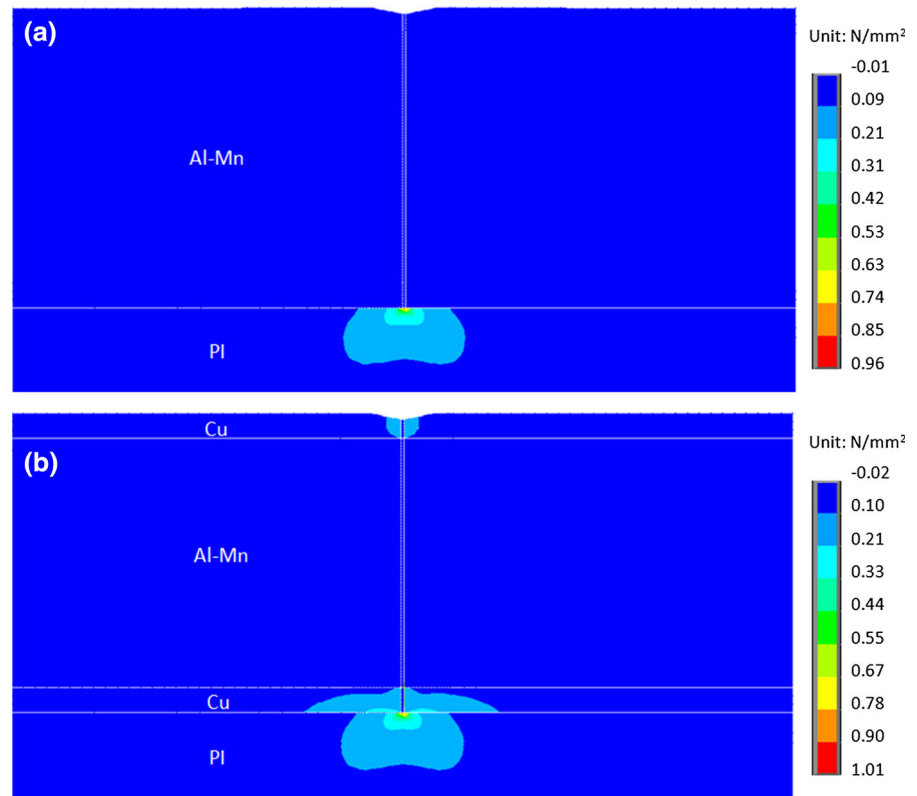 (a)
Al-Mn
PI
Unit: N/mm²
-0.01
0.09
0.21
0.31
0.42
0.53
0.63
0.74
0.85
0.96
Cu
(b)
Al-Mn
Cu
PI
Unit: N/mm²
-0.02
0.10
0.21
0.33
0.44
0.55
0.67
0.78
0.90
1.01